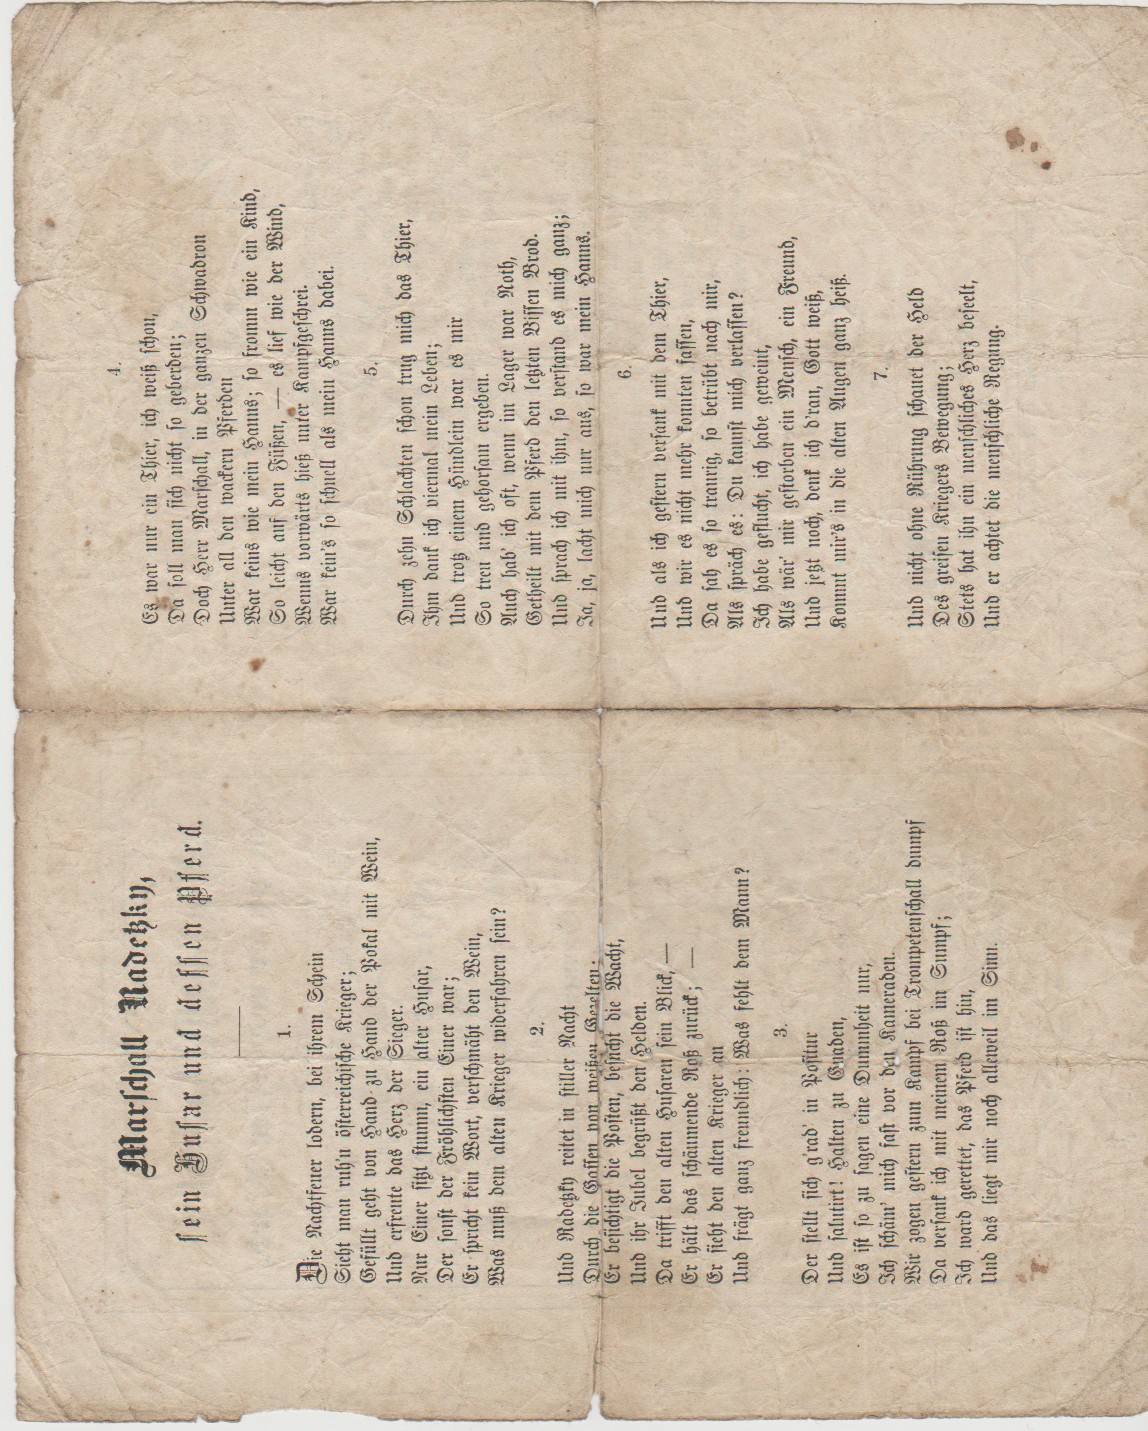 Marschall Radetzky,
sein Husar und dessen Pferd.
1.
Die Nachtfeuer lodern, bei ihrem Schein
Sieht man ruh'n österreichische Krieger;
Gefüllt geht von Hand zu Hand der Pokal mit Wein,
Und erfreute das Herz der Sieger.
Nur Einer sitzt stumm, ein alter Husar,
Der sonst der Fröhlichsten Einer war;
Er spricht kein Wort, verschmäht den Wein,
Was muß dem alten Krieger widerfahren sein?
2.
Und Radetzky reitet in stiller Nacht
Durch die Gassen von weißen Gezelten;
Er besichtigt die Posten, besucht die Wacht,
Und ihr Jubel begrüßt den Helden.
Da trifft den alten Husaren sein Blick, —
Er hält das schäumende Roß zurück; —
Er sieht den alten Krieger an
Und frägt ganz freundlich: Was fehlt dem Mann?
3.
Der stellt sich g'rad' in Positur
Und salutirt! Halten zu Gnaden,
Es ist so zu sagen eine Dummheit nur,
Ich schäm' mich fast vor den Kameraden.
Wir zogen gestern zum Kampf bei Trompetenschall dumpf
Da versank ich mit meinem Roß im Sumpf;
Ich ward gerettet, das Pferd ist hin,
Und das liegt mir noch alleweil im Sinn.
4.
Es war nur ein Thier, ich weiß schon,
Da soll man sich nicht so geberden;
Doch Herr Marschall, in der ganzen Schwadron
Unter all den wackern Pferden
War keins wie mein Hanns; so fromm wie ein Kind,
So leicht auf den Füßen, — es lief wie der Wind,
Wenns vorwärts hieß unter Kampfgeschrei.
War kein's so schnell als mein Hanns dabei.
5.
Durch zehn Schlachten schon trug mich das Thier,
Ihm dank ich viermal mein Leben;
Und trotz einem Hündlein war es mir
So treu und gehorsam ergeben.
Auch hab' ich oft, wenn im Lager war Noth,
Getheilt mit dem Pferd den letzten Bissen Brod.
Und sprach ich mit ihm, so verstand es mich ganz;
Ja, ja, lacht mich nur aus, so war mein Hanns.
6.
Und als ich gestern versank mit dem Thier,
Und wir es nicht mehr konnten fassen,
Da sah es so traurig, so betrübt nach mir,
Als spräch es: Du kannst mich verlassen?
Ich habe geflucht, ich habe geweint,
Als wär' mir gestorben ein Mensch, ein Freund,
Und jetzt noch, denk ich d'ran, Gott weiß,
Kommt mir's in die alten Augen ganz heiß.
7.
Und nicht ohne Rührung schauet der Held
Des greisen Kriegers Bewegung;
Stets hat ihn ein menschliches Herz beseelt,
Und er achtet die menschliche Regung.